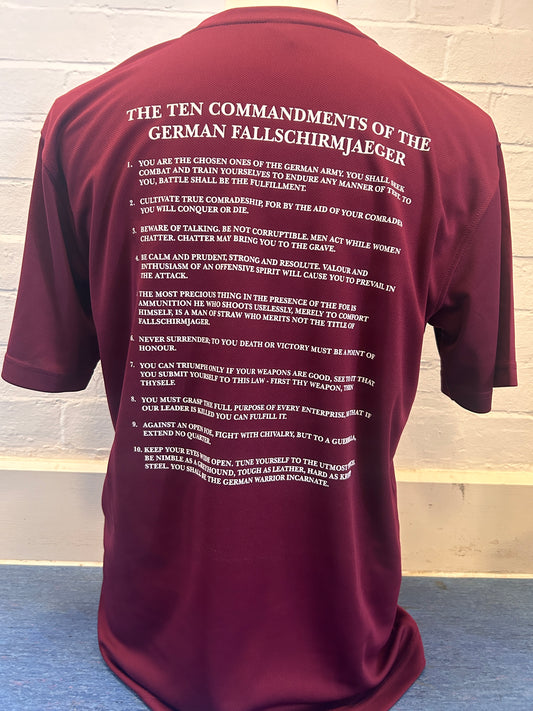 THE TEN COMMANDMENTS OF THE
GERMAN FALLSCHIRMJAEGER
1. YOU ARE THE CHOSEN ONES OF THE GERMAN ARMY. YOU SHALL SEEK
COMBAT AND TRAIN YOURSELVES TO ENDURE ANY MANNER OF TEST. TO
YOU, BATTLE SHALL BE THE FULFILLMENT.
2. CULTIVATE TRUE COMRADESHIP, FOR BY THE AID OF YOUR COMRADES
YOU WILL CONQUER OR DIE.
3. BEWARE OF TALKING. BE NOT CORRUPTIBLE. MEN ACT WHILE WOMEN
CHATTER. CHATTER MAY BRING YOU TO THE GRAVE.
4. BE CALM AND PRUDENT, STRONG AND RESOLUTE. VALOUR AND
ENTHUSIASM OF AN OFFENSIVE SPIRIT WILL CAUSE YOU TO PREVAIL IN
THE ATTACK.
THE MOST PRECIOUS THING IN THE PRESENCE OF THE FOE IS
AMMUNITION HE WHO SHOOTS USELESSLY, MERELY TO COMFORT
HIMSELF, IS A MAN OF STRAW WHO MERITS NOT THE TITLE OF
FALLSCHIRMJAGER.
6. NEVER SURRENDER; TO YOU DEATH OR VICTORY MUST BE A POINT OF
HONOUR.
7. YOU CAN TRIUMPH ONLY IF YOUR WEAPONS ARE GOOD, SEE TO IT THAT
YOU SUBMIT YOURSELF TO THIS LAW - FIRST THY WEAPON, THEN
THYSELF.
8. YOU MUST GRASP THE FULL PURPOSE OF EVERY ENTERPRISE, THAT IF
OUR LEADER IS KILLED YOU CAN FULFILL IT.
9. AGAINST AN OPEN FOE, FIGHT WITH CHIVALRY, BUT TO A
EXTEND NO QUARTER.
10. KEEP YOUR EYES WIDE OPEN. TUNE YOURSELF TO THE UTMOST
BE NIMBLE AS A GREYHOUND, TOUGH AS LEATHER, HARD AS
STEEL. YOU SHALL BE THE GERMAN WARRIOR INCARNATE.